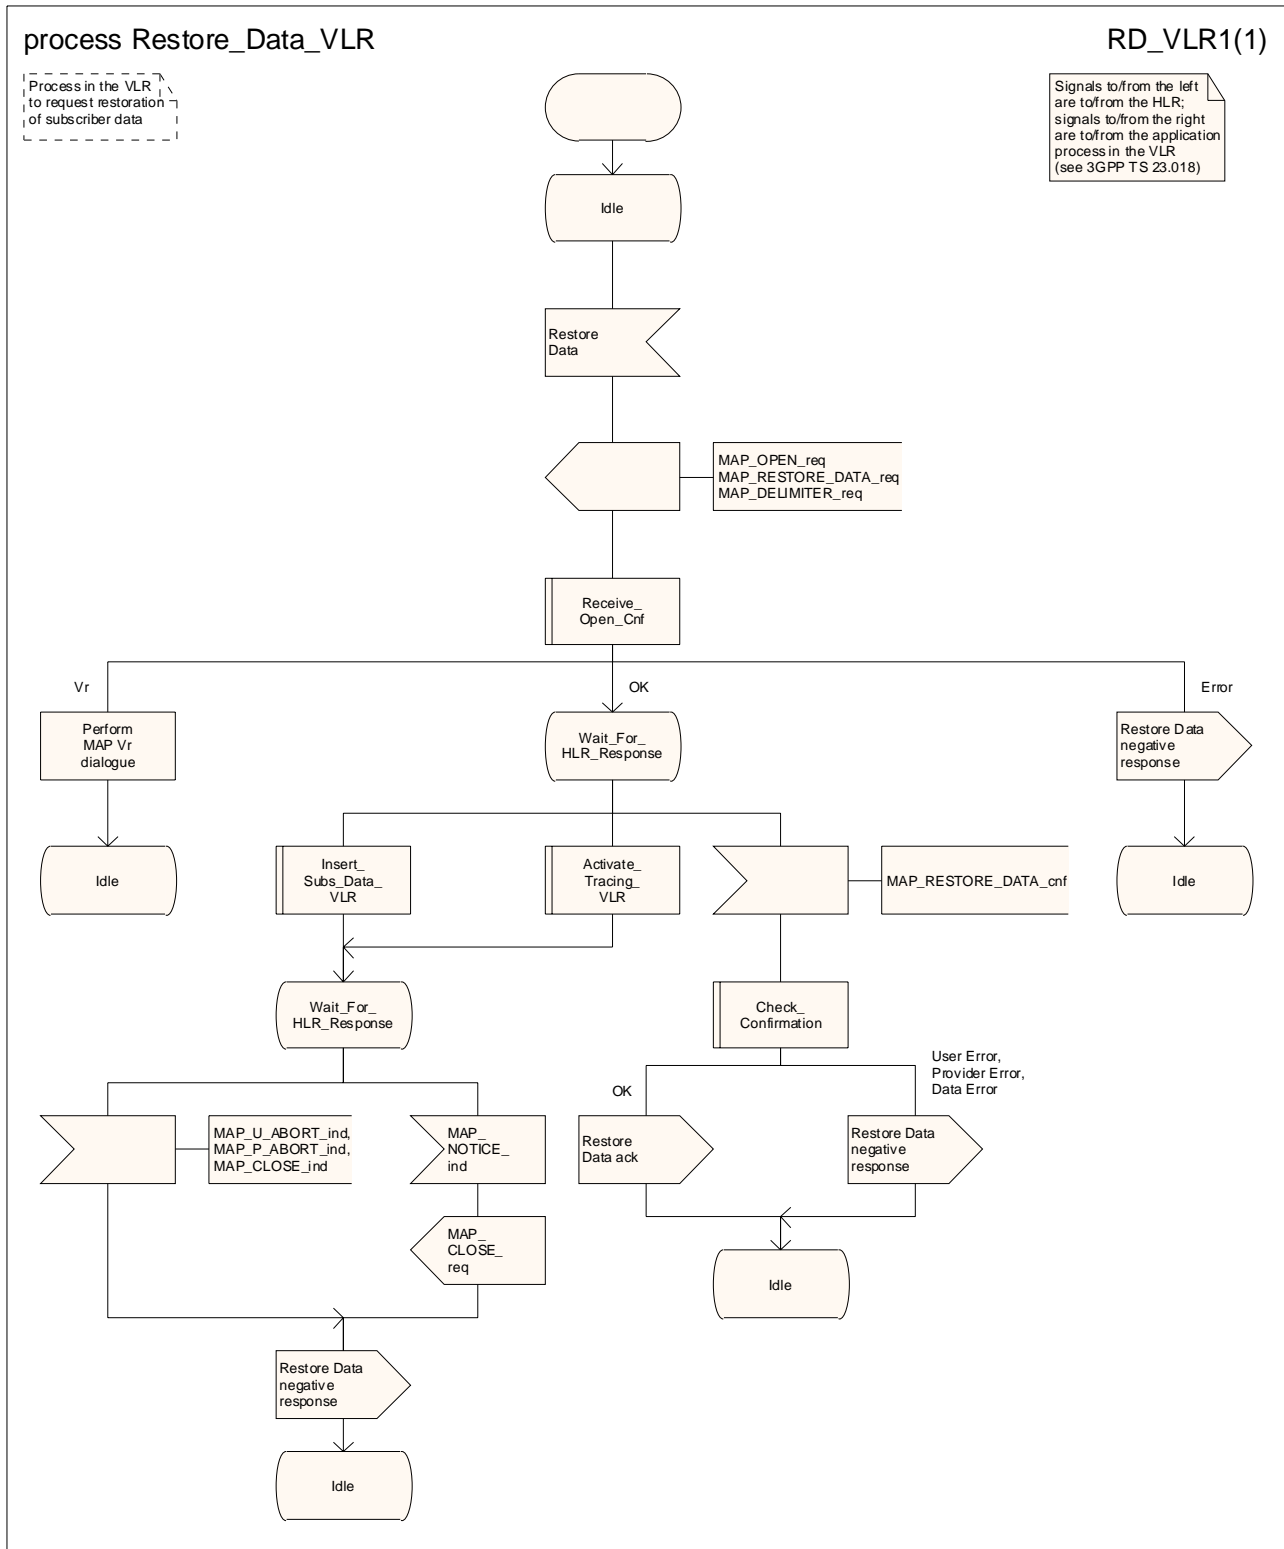 process Restore_Data_VLR
RD_VLR1(1)
Process in the VLR
to request restoration
of subscriber data
Signals to/from the left
are to/from the HLR;
signals to/from the right
are to/from the application
process in the VLR
(see 3GPP TS 23.018)
Idle
Restore
Data
MAP_OPEN_req
MAP_RESTORE_DATA_req
MAP_DELIMITER_req
Receive_
Open_Cnf
Vr
OK
Error
Perform
MAP Vr
dialogue
Wait_For_
HLR_Response
Restore Data
negative
response
Idle
Insert_
Subs_Data_
VLR
Activate_
Tracing_
VLR
MAP_RESTORE_DATA_cnf
Idle
Wait_For_
HLR_Response
Check_
Confirmation
OK
User Error,
Provider Error,
Data Error
MAP_U_ABORT_ind,
MAP_P_ABORT_ind,
MAP_CLOSE_ind
MAP_
NOTICE_
ind
Restore
Data ack
Restore Data
negative
response
MAP_
CLOSE_
req
Idle
Restore Data
negative
response
Idle